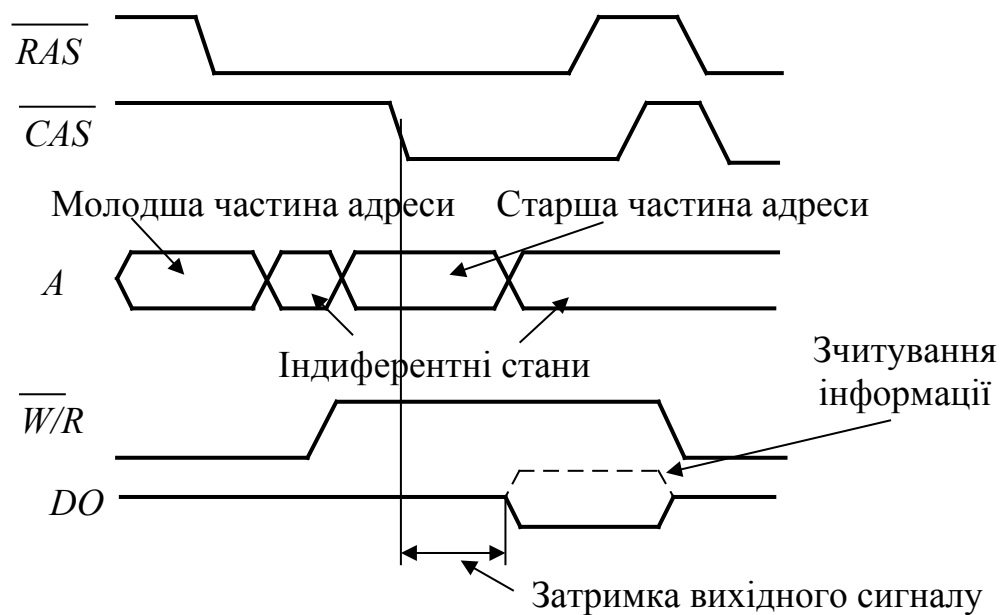 RAS
CAS
Молодша частина адреси
Старша частина адреси
A
Індиферентні стани
Зчитування
інформації
W/R
DO
Затримка вихідного сигналу